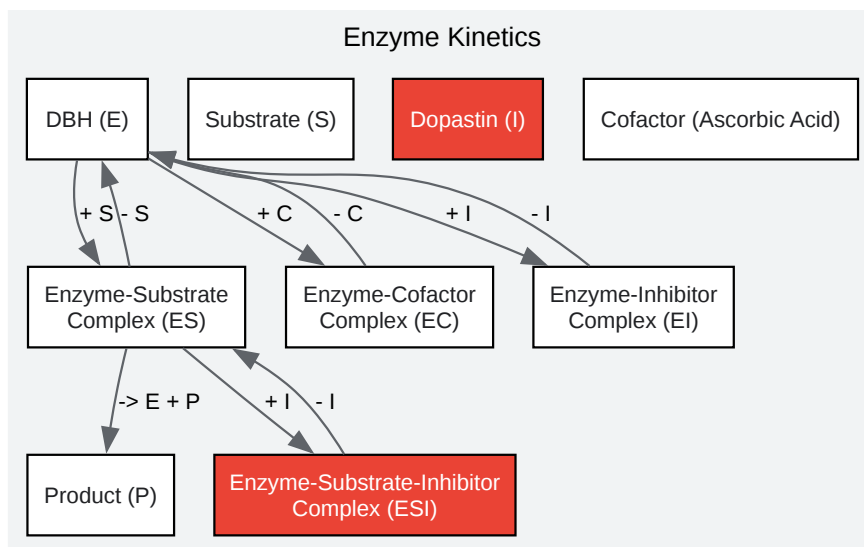 Enzyme Kinetics
DBH (E)
Substrate (S)
Dopastin (I)
Cofactor (Ascorbic Acid)
+ S
- S
+ C
- C
+ I
- I
Enzyme-Substrate
Complex (ES)
Enzyme-Cofactor
Complex (EC)
Enzyme-Inhibitor
Complex (EI)
-> E + P
+ I
- I
Product (P)
Enzyme-Substrate-Inhibitor
Complex (ESI)